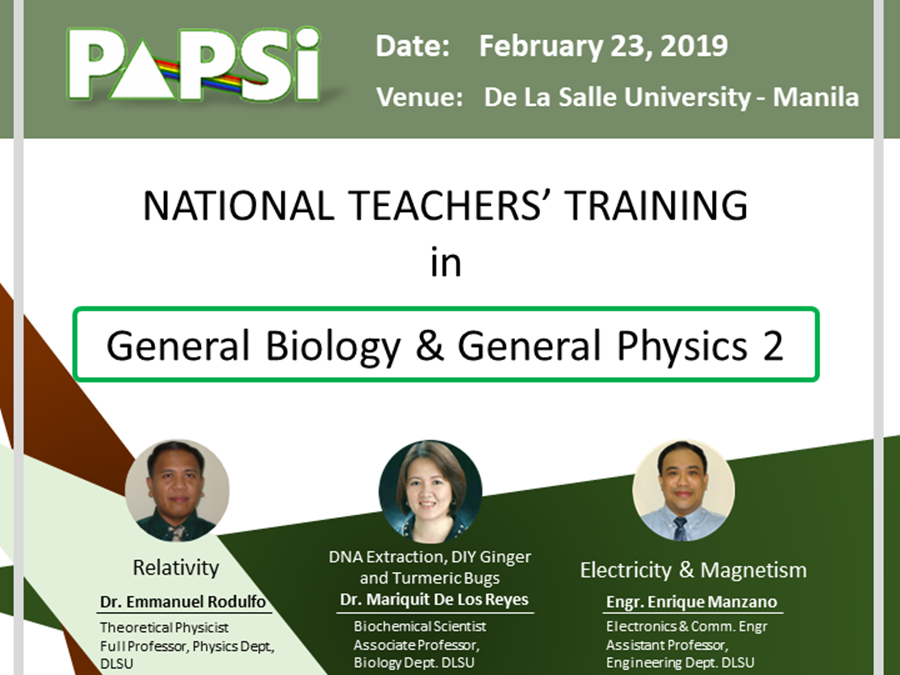 PAPSi
Date: February 23, 2019
Venue: De La Salle University - Manila
NATIONAL TEACHERS’ TRAINING
in
General Biology & General Physics 2
Relativity
Dr. Emmanuel Rodulfo
Theoretical Physicist
Full Professor, Physics Dept,
DLSU
DNA Extraction, DIY Ginger
and Turmeric Bugs
Dr. Mariquit De Los Reyes
Biochemical Scientist
Associate Professor,
Biology Dept. DLSU
Electricity & Magnetism
Engr. Enrique Manzano
Electronics & Comm. Engr
Assistant Professor,
Engineering Dept. DLSU